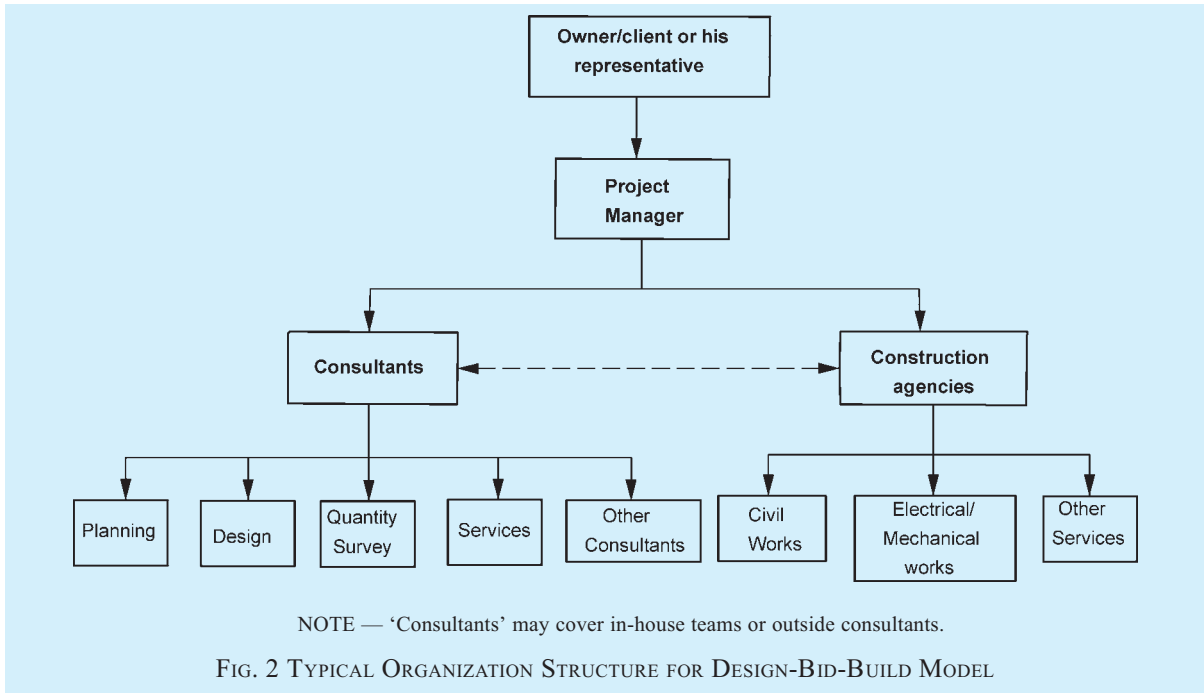 Owner/client or his
representative
Project
Manager
Consultants
Construction
agencies
Planning
Design
Quantity
Survey
Services
Other
Consultants
Civil
Works
Electrical/
Mechanical
works
Other
Services
NOTE — ‘Consultants’ may cover in-house teams or outside consultants.
FIG. 2 TYPICAL ORGANIZATION STRUCTURE FOR DESIGN-BID-BUILD MODEL